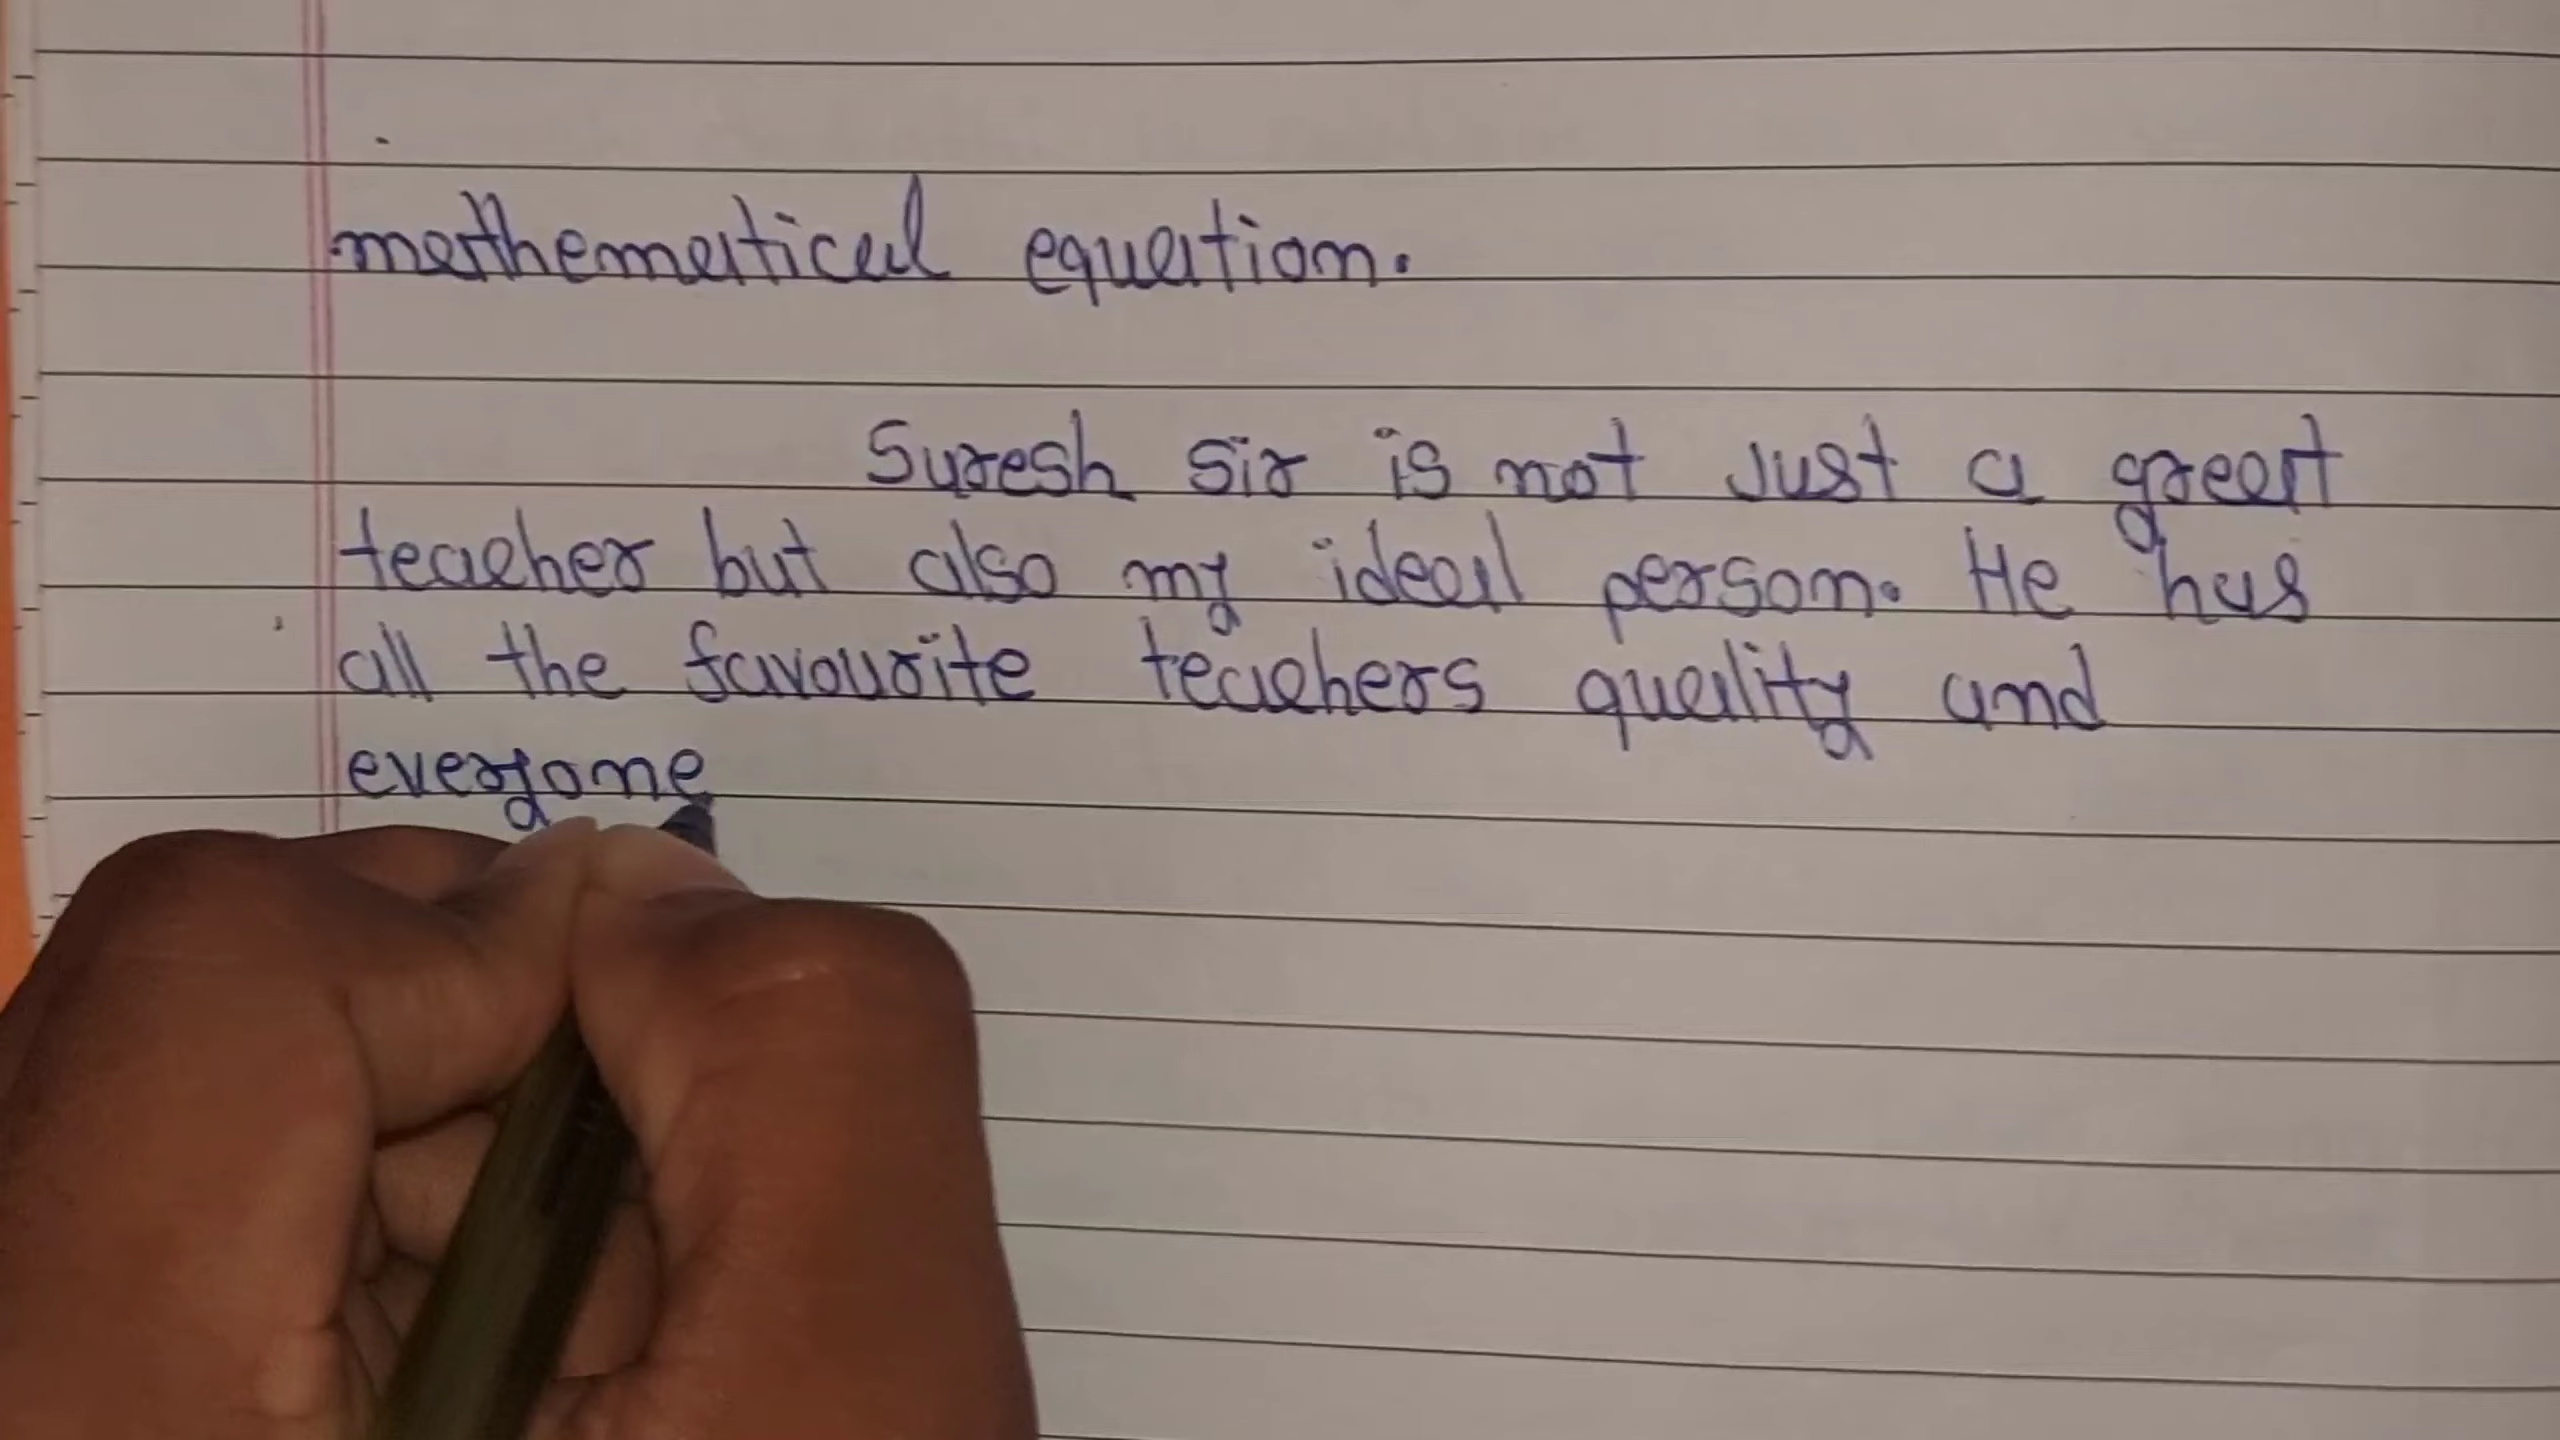 mathematical equation.
Suresh sir is not Just a great
teacher but also my ideal person. He has
all the favourite teachers quality and
everyone